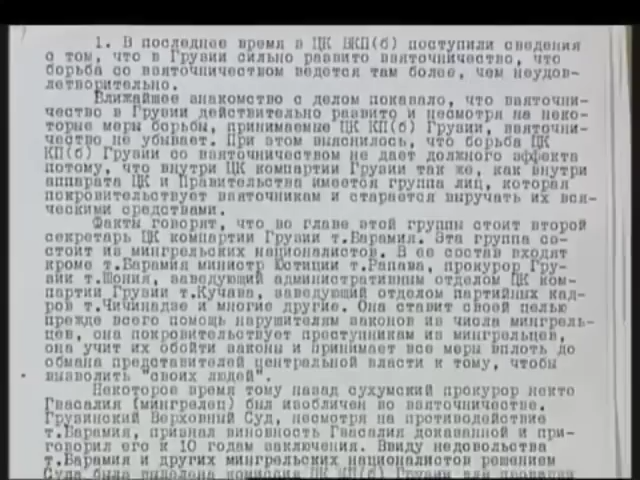 1. В последнее время в ЦК ВКП(б) поступили сведения
о том, что в Грузии сильно развито взяточничество, что
борьба со взяточничеством ведется там более, чем неудов-
летворительно.
Ближайшее знакомство с делом показало, что взяточни-
чество в Грузии действительно развито и несмотря на неко-
торые меры борьбы, принимаемые ЦК КП(б) Грузии, взяточни-
чество не убывает. При этом выяснилось, что борьба ЦК
КП(б) Грузии со взяточничеством не дает должного эффекта
потому, что внутри ЦК компартии Грузии так же, как внутри
аппарата ЦК и Правительства имеется группа лиц, которая
покровительствует взяточникам и старается выручать их вся-
ческими средствами.
Факты говорят, что во главе этой группы стоит второй
секретарь ЦК компартии Грузии т.Барамия. Эта группа со-
стоит из мингрельских националистов. В ее состав входят
кроме т.Барамия министр Юстиции т.Рапава, прокурор Гру-
зии т.Шония, заведующий административным отделом ЦК ком-
партии Грузии т.Кучава, заведующий отделом партийных кад-
ров т.Чичинадзе и многие другие. Она ставит своей целью
прежде всего помощь нарушителям законов из числа мингрель-
цев, она покровительствует преступникам из мингрельцев,
она учит их обойти законы и принимает все меры вплоть до
обмана представителей центральной власти к тому, чтобы
вызволить "своих людей".
Некоторое время тому назад сухумский прокурор некто
Гвасалия (мингрелец) был изобличен во взяточничестве.
Грузинский Верховный Суд, несмотря на противодействие
т.Барамия, признал виновность Гвасалия доказанной и при-
говорил его к 10 годам заключения. Ввиду недовольства
т.Барамия и других мингрельских националистов решением
Суда была выделена комиссия ЦК КП(б) Грузии